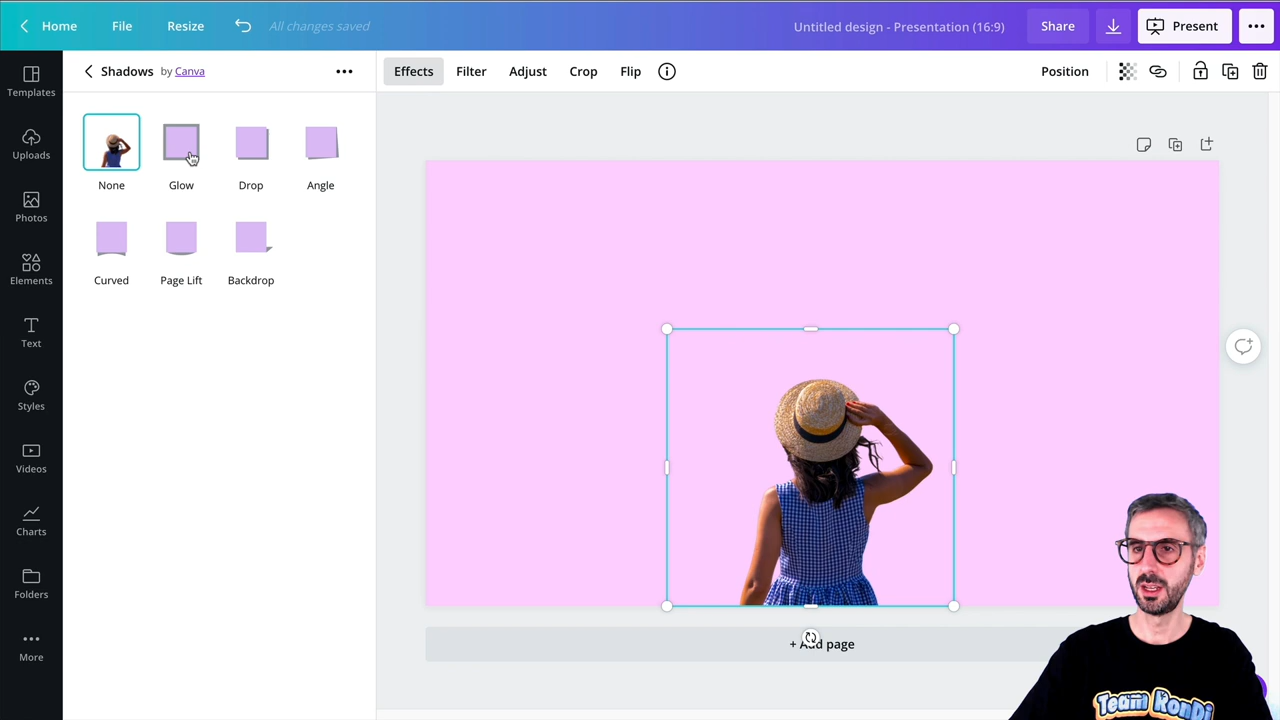 Home File Resize All changes saved Untitled design - Presentation (16:9) Share Present
Templates
Uploads
Photos
Elements
Text
Styles
Videos
Charts
Folders
More
Shadows by Canva
None Glow Drop Angle
Curved Page Lift Backdrop
Effects Filter Adjust Crop Flip Position
+ Add page
Team RonDi